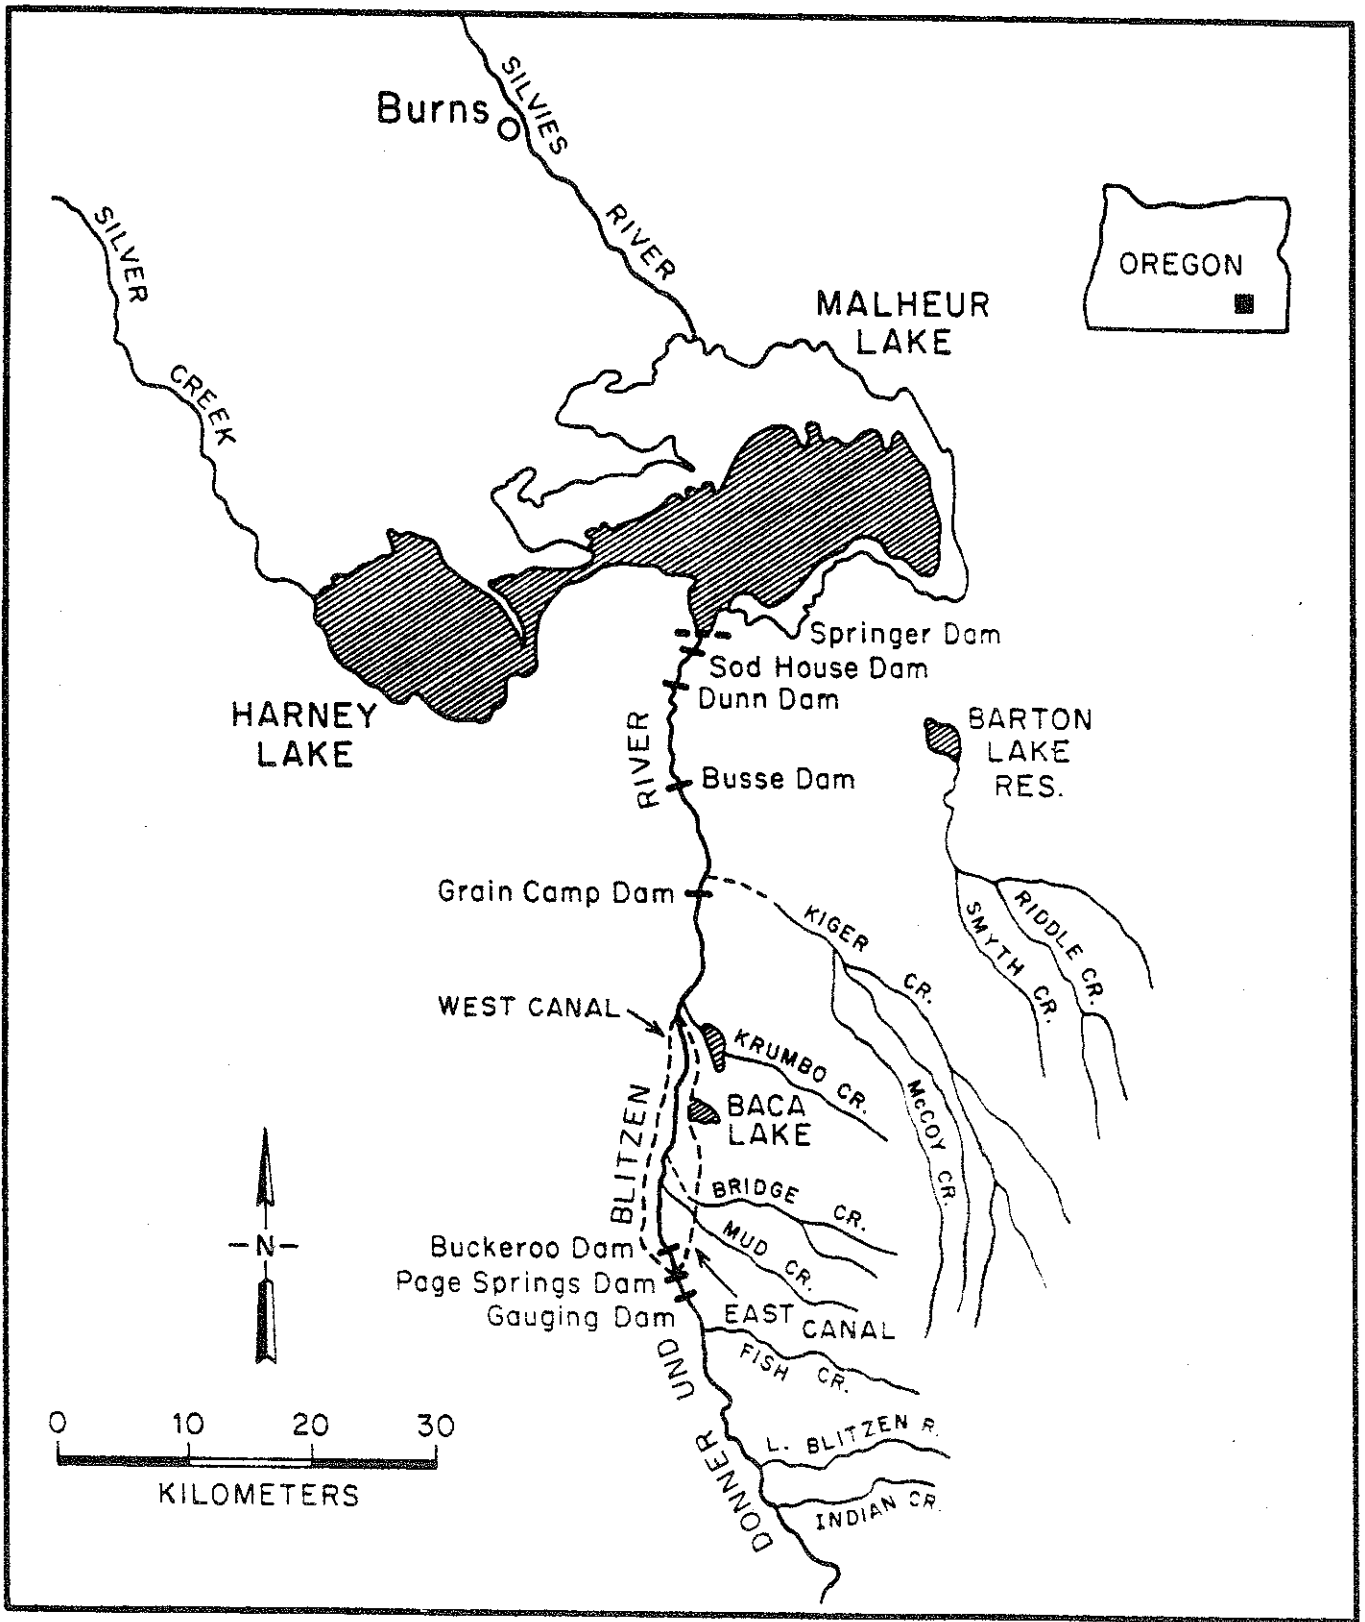 SILVIES RIVER
Burns
SILVER CREEK
OREGON
MALHEUR
LAKE
Springer Dam
Sod House Dam
Dunn Dam
HARNEY
LAKE
BARTON
LAKE
RES.
Busse Dam
Grain Camp Dam
KIGER CR.
RIDDLE CR.
SMYTH CR.
WEST CANAL
KRUMBO CR.
McCOY CR.
BACA
LAKE
BRIDGE CR.
MUD CR.
Buckeroo Dam
Page Springs Dam
Gauging Dam
EAST CANAL
FISH CR.
DONNER UND BLITZEN RIVER
L. BLITZEN R.
INDIAN CR.
N
0 10 20 30
KILOMETERS